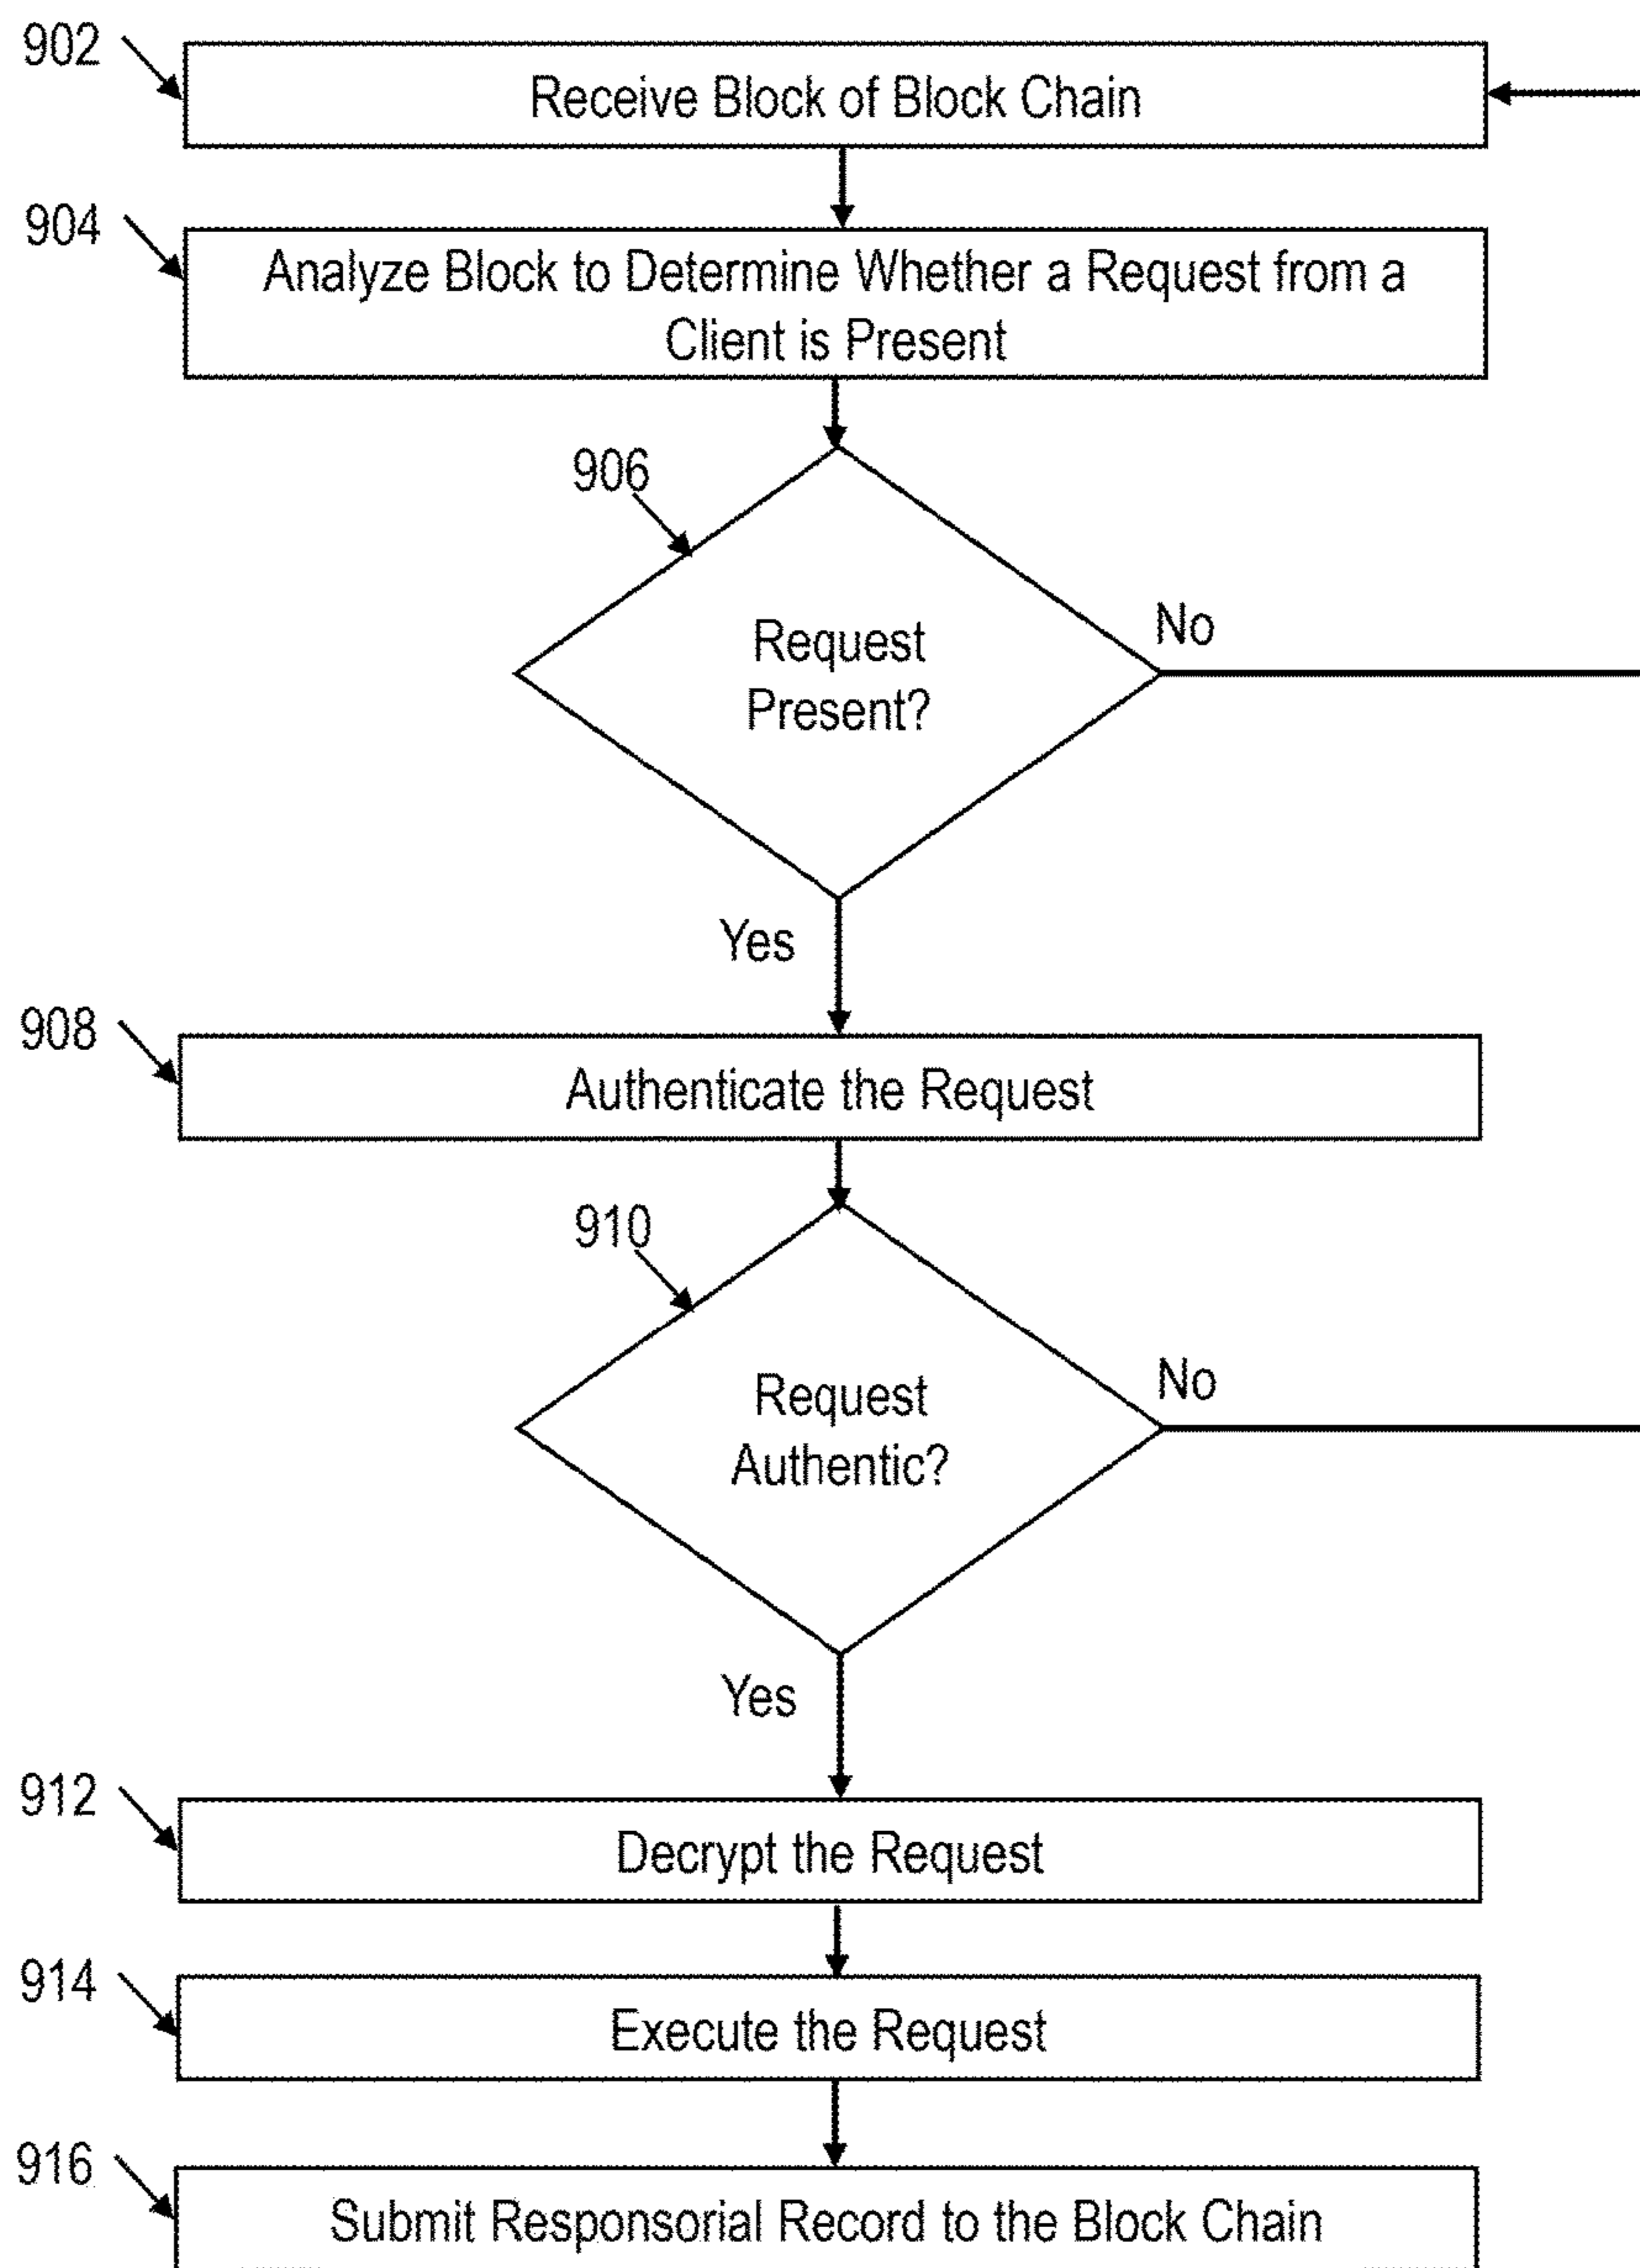 902
Receive Block of Block Chain
904
Analyze Block to Determine Whether a Request from a
Client is Present
906
Request
Present?
No
Yes
908
Authenticate the Request
910
Request
Authentic?
No
Yes
912
Decrypt the Request
914
Execute the Request
916
Submit Responsorial Record to the Block Chain